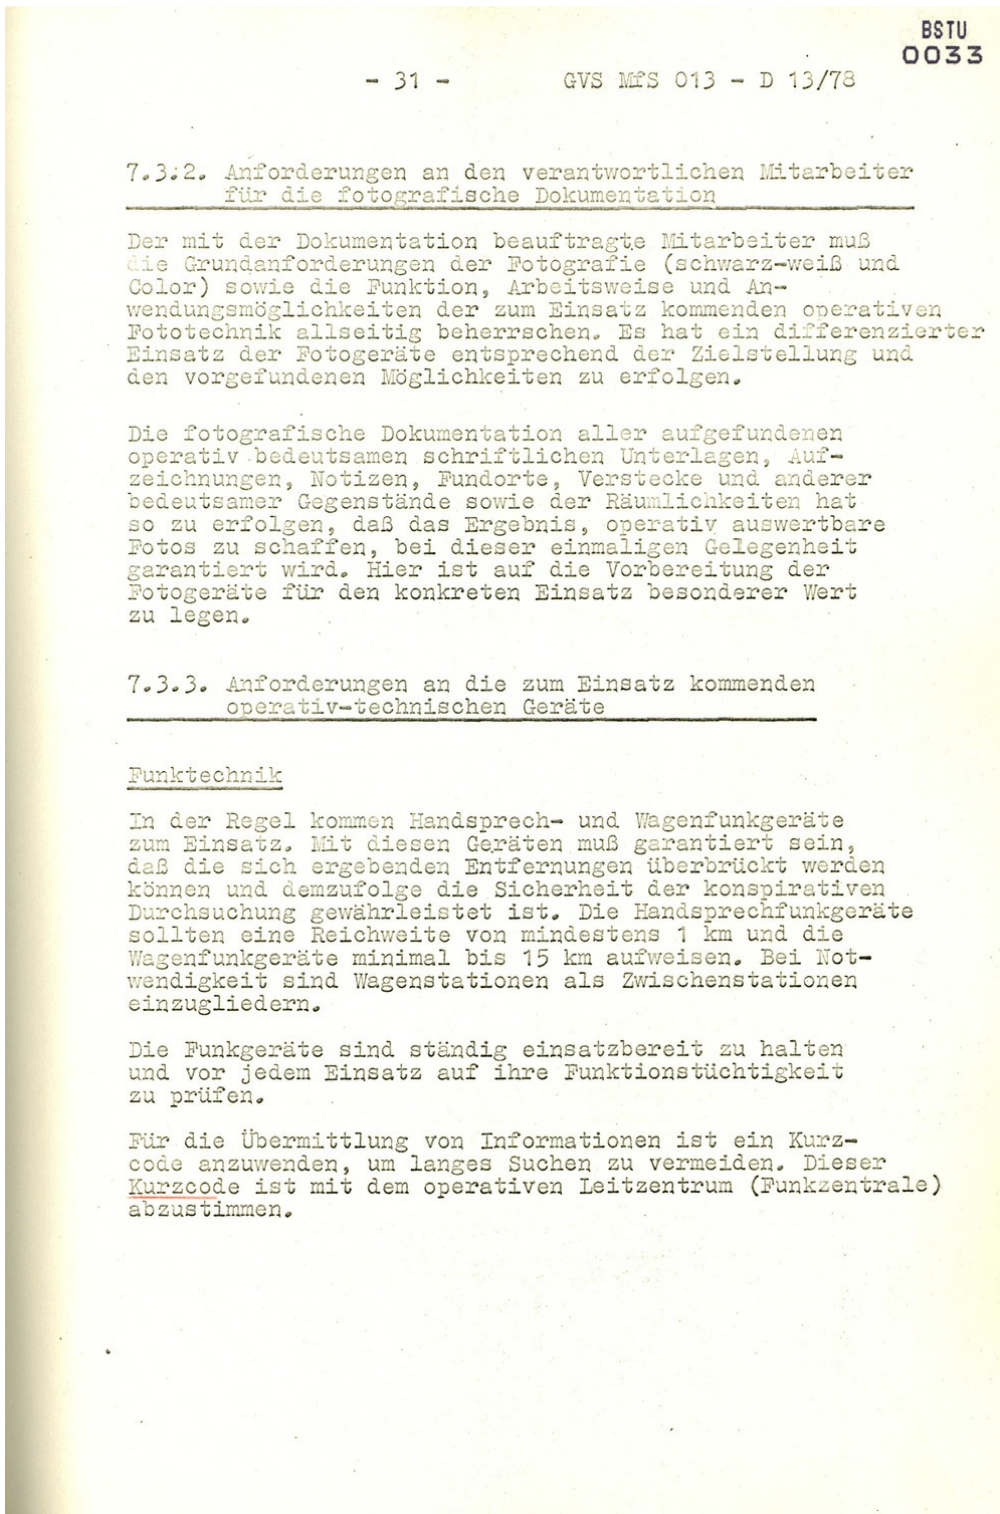 BSTU
0033
- 31 - GVS MfS 013 - D 13/78
7.3.2. Anforderungen an den verantwortlichen Mitarbeiter
für die fotografische Dokumentation
Der mit der Dokumentation beauftragte Mitarbeiter muß
die Grundanforderungen der Fotografie (schwarz-weiß und
Color) sowie die Funktion, Arbeitsweise und An-
wendungsmöglichkeiten der zum Einsatz kommenden operativen
Fototechnik allseitig beherrschen. Es hat ein differenzierter
Einsatz der Fotogeräte entsprechend der Zielstellung und
den vorgefundenen Möglichkeiten zu erfolgen.
Die fotografische Dokumentation aller aufgefundenen
operativ bedeutsamen schriftlichen Unterlagen, Auf-
zeichnungen, Notizen, Fundorte, Verstecke und anderer
bedeutsamer Gegenstände sowie der Räumlichkeiten hat
so zu erfolgen, daß das Ergebnis, operativ auswertbare
Fotos zu schaffen, bei dieser einmaligen Gelegenheit
garantiert wird. Hier ist auf die Vorbereitung der
Fotogeräte für den konkreten Einsatz besonderer Wert
zu legen.
7.3.3. Anforderungen an die zum Einsatz kommenden
operativ-technischen Geräte
Funktechnik
In der Regel kommen Handsprech- und Wagenfunkgeräte
zum Einsatz. Mit diesen Geräten muß garantiert sein,
daß die sich ergebenden Entfernungen überbrückt werden
können und demzufolge die Sicherheit der konspirativen
Durchsuchung gewährleistet ist. Die Handsprechfunkgeräte
sollten eine Reichweite von mindestens 1 km und die
Wagenfunkgeräte minimal bis 15 km aufweisen. Bei Not-
wendigkeit sind Wagenstationen als Zwischenstationen
einzugliedern.
Die Funkgeräte sind ständig einsatzbereit zu halten
und vor jedem Einsatz auf ihre Funktionstüchtigkeit
zu prüfen.
Für die Übermittlung von Informationen ist ein Kurz-
code anzuwenden, um langes Suchen zu vermeiden. Dieser
Kurzcode ist mit dem operativen Leitzentrum (Funkzentrale)
abzustimmen.